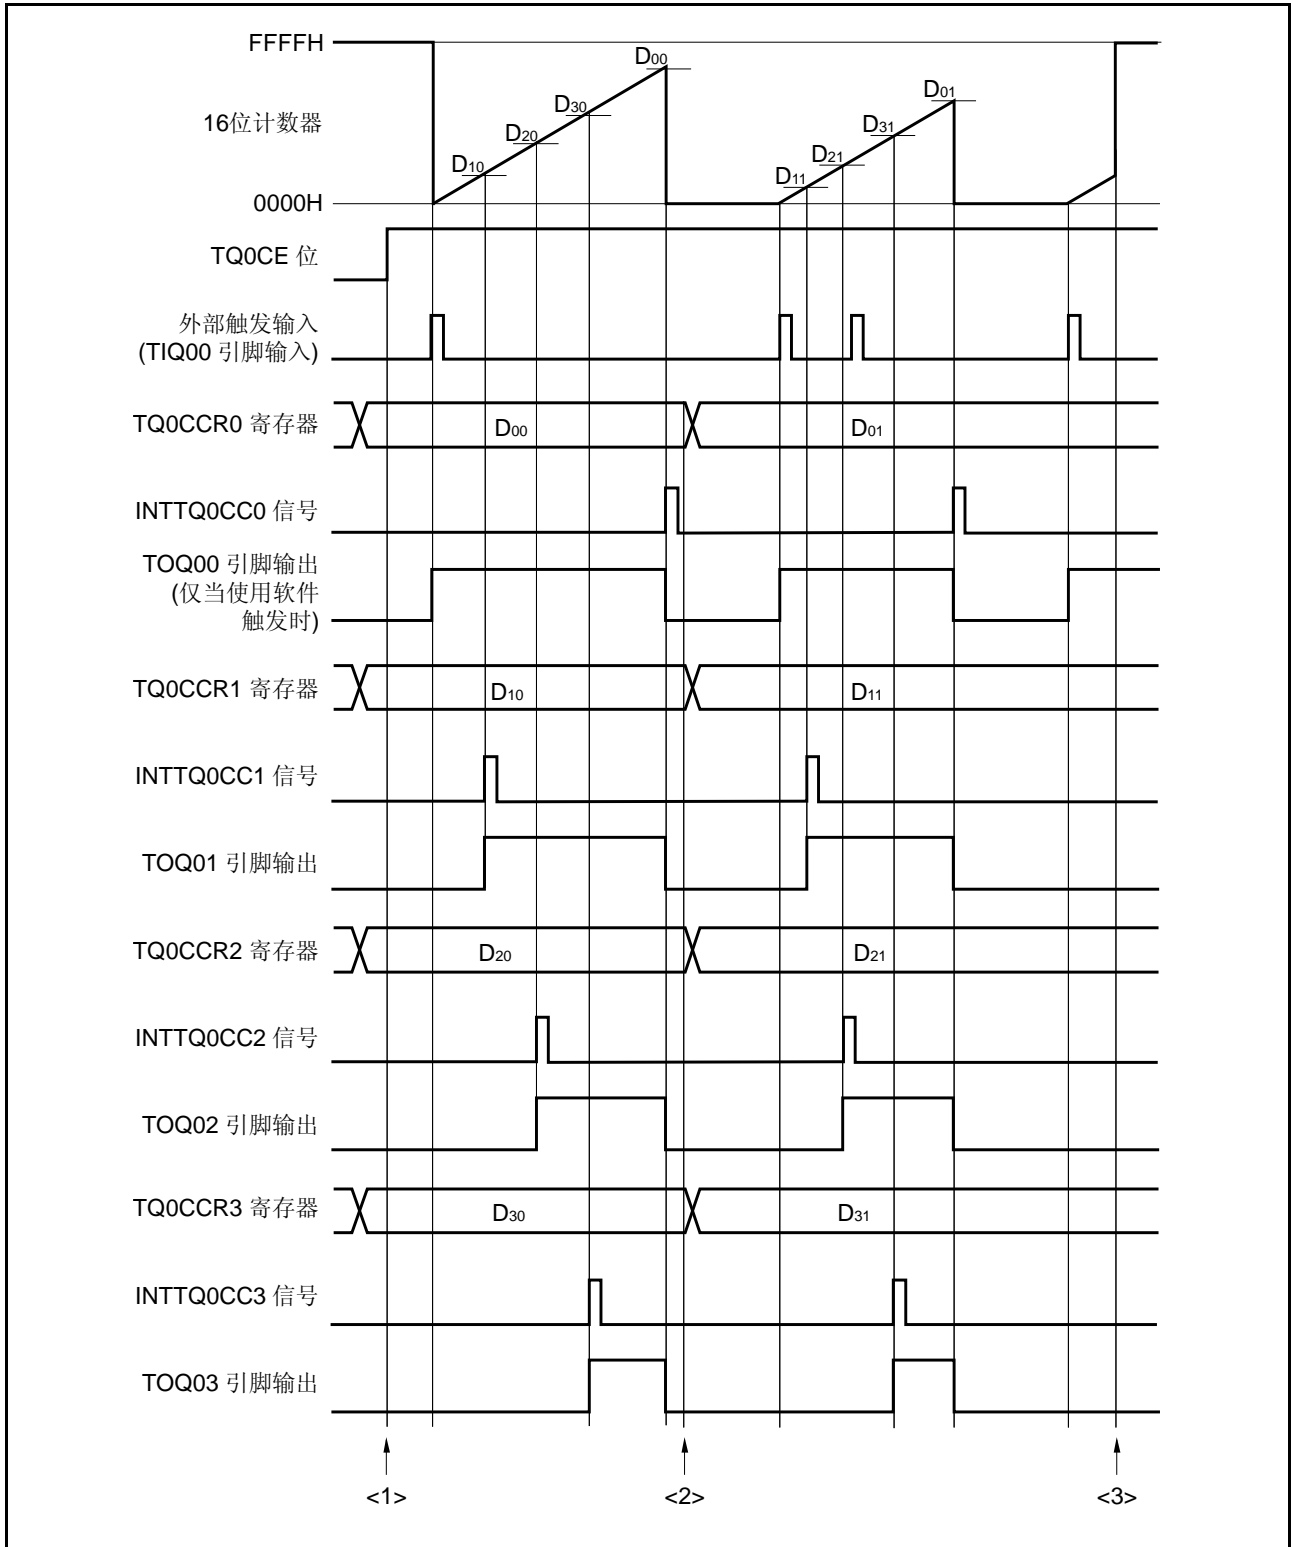 FFFFH
D00
D01
D30
16位计数器
D31
D20
D21
D10
D11
0000H
TQ0CE 位
外部触发输入
(TIQ00 引脚输入)
TQ0CCR0 寄存器
D00
D01
INTTQ0CC0 信号
TOQ00 引脚输出
(仅当使用软件
触发时)
TQ0CCR1 寄存器
D10
D11
INTTQ0CC1 信号
TOQ01 引脚输出
TQ0CCR2 寄存器
D20
D21
INTTQ0CC2 信号
TOQ02 引脚输出
TQ0CCR3 寄存器
D30
D31
INTTQ0CC3 信号
TOQ03 引脚输出
<1>
<2>
<3>